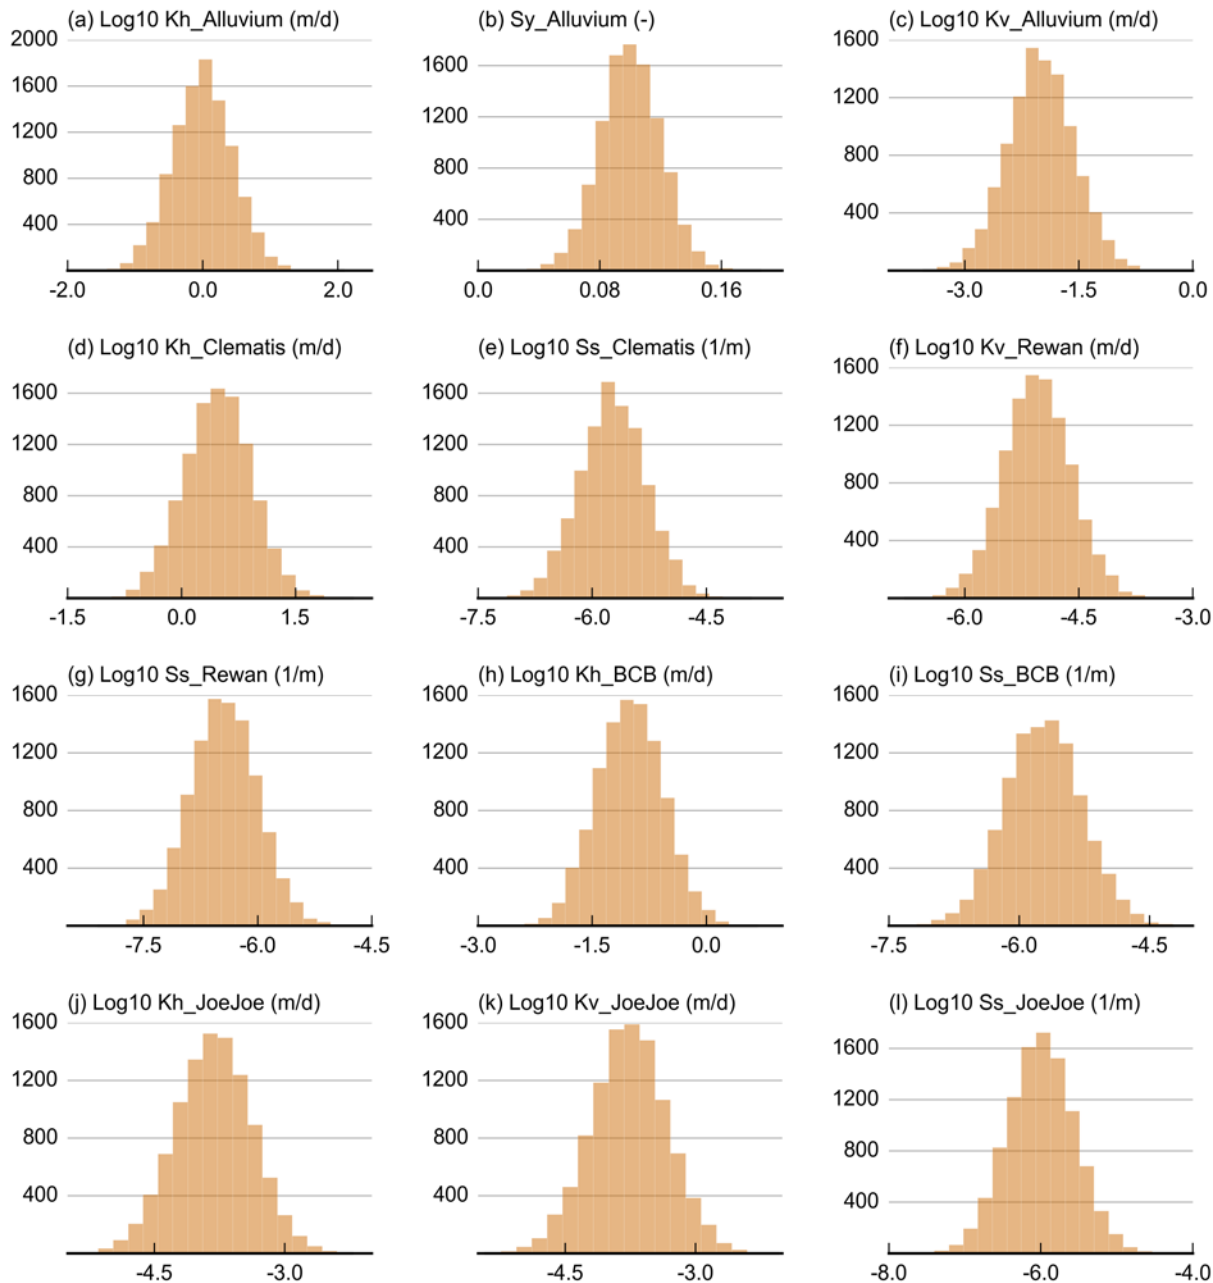 (a) Log10 Kh_Alluvium (m/d)
2000
1600
1200
800
400
-2.0 0.0 2.0
(b) Sy_Alluvium (-)
1600
1200
800
400
0.0 0.08 0.16
(c) Log10 Kv_Alluvium (m/d)
1600
1200
800
400
-3.0 -1.5 0.0
(d) Log10 Kh_Clematis (m/d)
1600
1200
800
400
-1.5 0.0 1.5
(e) Log10 Ss_Clematis (1/m)
1600
1200
800
400
-7.5 -6.0 -4.5
(f) Log10 Kv_Rewan (m/d)
1600
1200
800
400
-6.0 -4.5 -3.0
(g) Log10 Ss_Rewan (1/m)
1600
1200
800
400
-7.5 -6.0 -4.5
(h) Log10 Kh_BCB (m/d)
1600
1200
800
400
-3.0 -1.5 0.0
(i) Log10 Ss_BCB (1/m)
1600
1200
800
400
-7.5 -6.0 -4.5
(j) Log10 Kh_JoeJoe (m/d)
1600
1200
800
400
-4.5 -3.0
(k) Log10 Kv_JoeJoe (m/d)
1600
1200
800
400
-4.5 -3.0
(l) Log10 Ss_JoeJoe (1/m)
1600
1200
800
400
-8.0 -6.0 -4.0